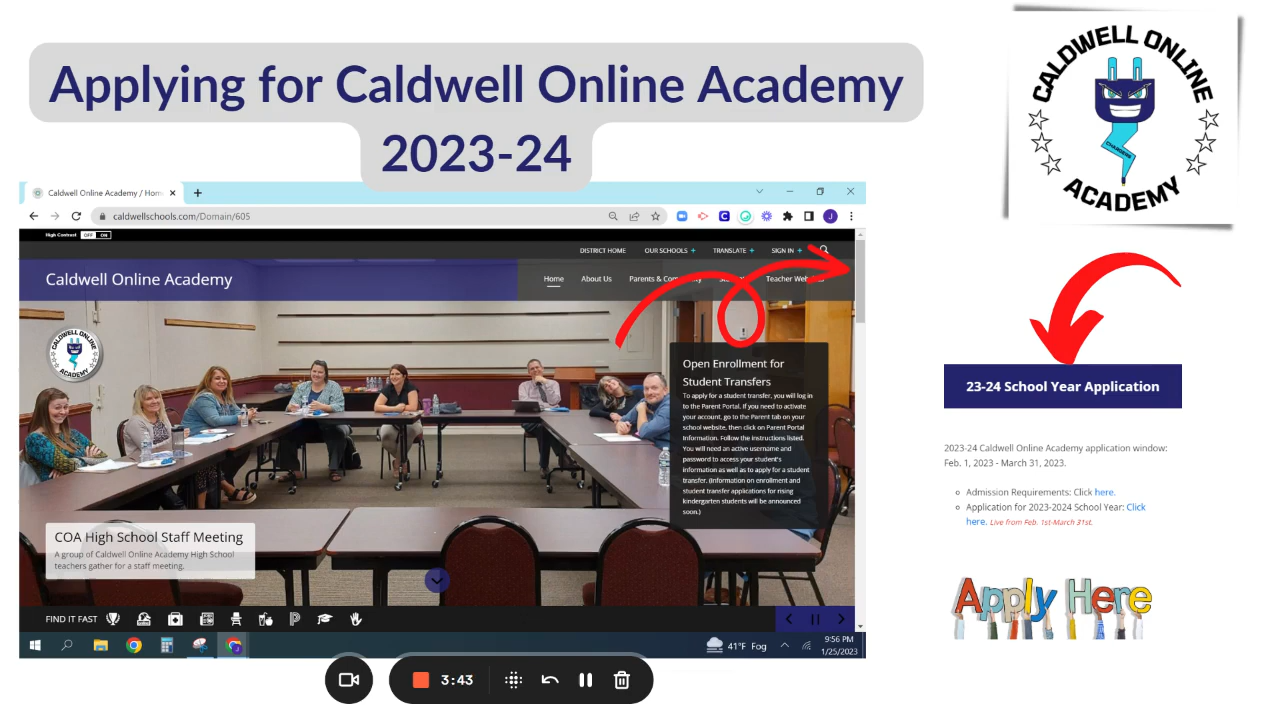 Applying for Caldwell Online Academy
2023-24
CALDWELL ONLINE
CHARGERS
ACADEMY
Caldwell Online Academy / Hom
caldwellschools.com/Domain/605
High Contrast OFF ON
DISTRICT HOME OUR SCHOOLS + TRANSLATE + SIGN IN +
Caldwell Online Academy
Home About Us Parents & Teacher
CALDWELL ONLINE
ACADEMY
Open Enrollment for
Student Transfers
To apply for a student transfer, you will log in
to the Parent Portal. If you need to activate
your account, go to the Parent tab on your
school website, then click on Parent Portal
Information. Follow the instructions listed.
You will need an active username and
password to access your student's
information as well as to apply for a student
transfer. (Information on enrollment and
student transfer applications for rising
kindergarten students will be announced
soon.)
COA High School Staff Meeting
A group of Caldwell Online Academy High School
teachers gather for a staff meeting.
FIND IT FAST
41°F Fog
9:56 PM
1/25/2023
3:43
23-24 School Year Application
2023-24 Caldwell Online Academy application window:
Feb. 1, 2023 - March 31, 2023.
Admission Requirements: Click here.
Application for 2023-2024 School Year: Click
here. Live from Feb. 1st-March 31st.
Apply Here